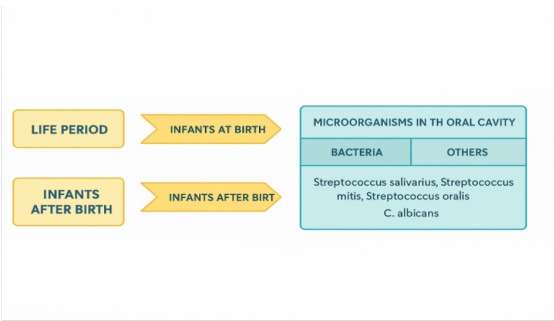 LIFE PERIOD
INFANTS AT BIRTH
MICROORGANISMS IN TH ORAL CAVITY
BACTERIA
OTHERS
INFANTS
AFTER BIRTH
INFANTS AFTER BIRT
Streptococcus salivarius, Streptococcus
mitis, Streptococcus oralis
C. albicans